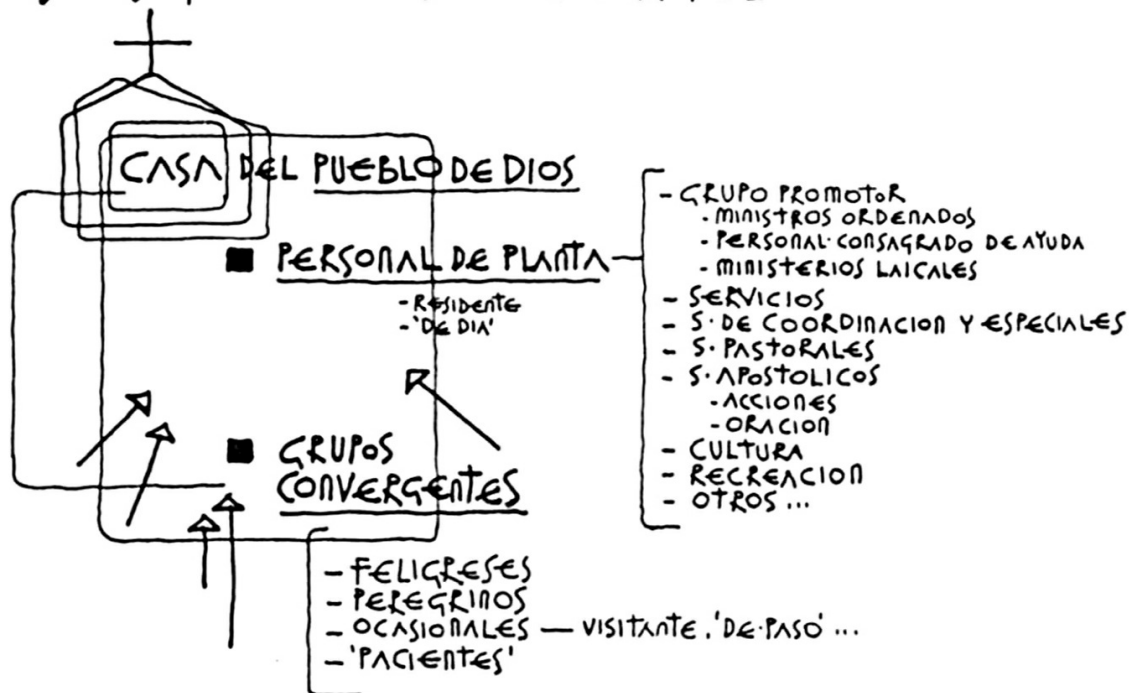 CASA DEL PUEBLO DE DIOS
PERSONAL DE PLANTA
- RESIDENTE
- 'DE DIA'
- GRUPO PROMOTOR
- MINISTROS ORDENADOS
- PERSONAL CONSAGRADO DE AYUDA
- MINISTERIOS LAICALES
- SERVICIOS
- S. DE COORDINACION Y ESPECIALES
- S. PASTORALES
- S. APOSTOLICOS
- ACCIONES
- ORACION
- CULTURA
- RECREACION
- OTROS ...
GRUPOS
CONVERGENTES
- FELIGRESES
- PEREGRINOS
- OCASIONALES — VISITANTE, 'DE PASO' ...
- 'PACIENTES'